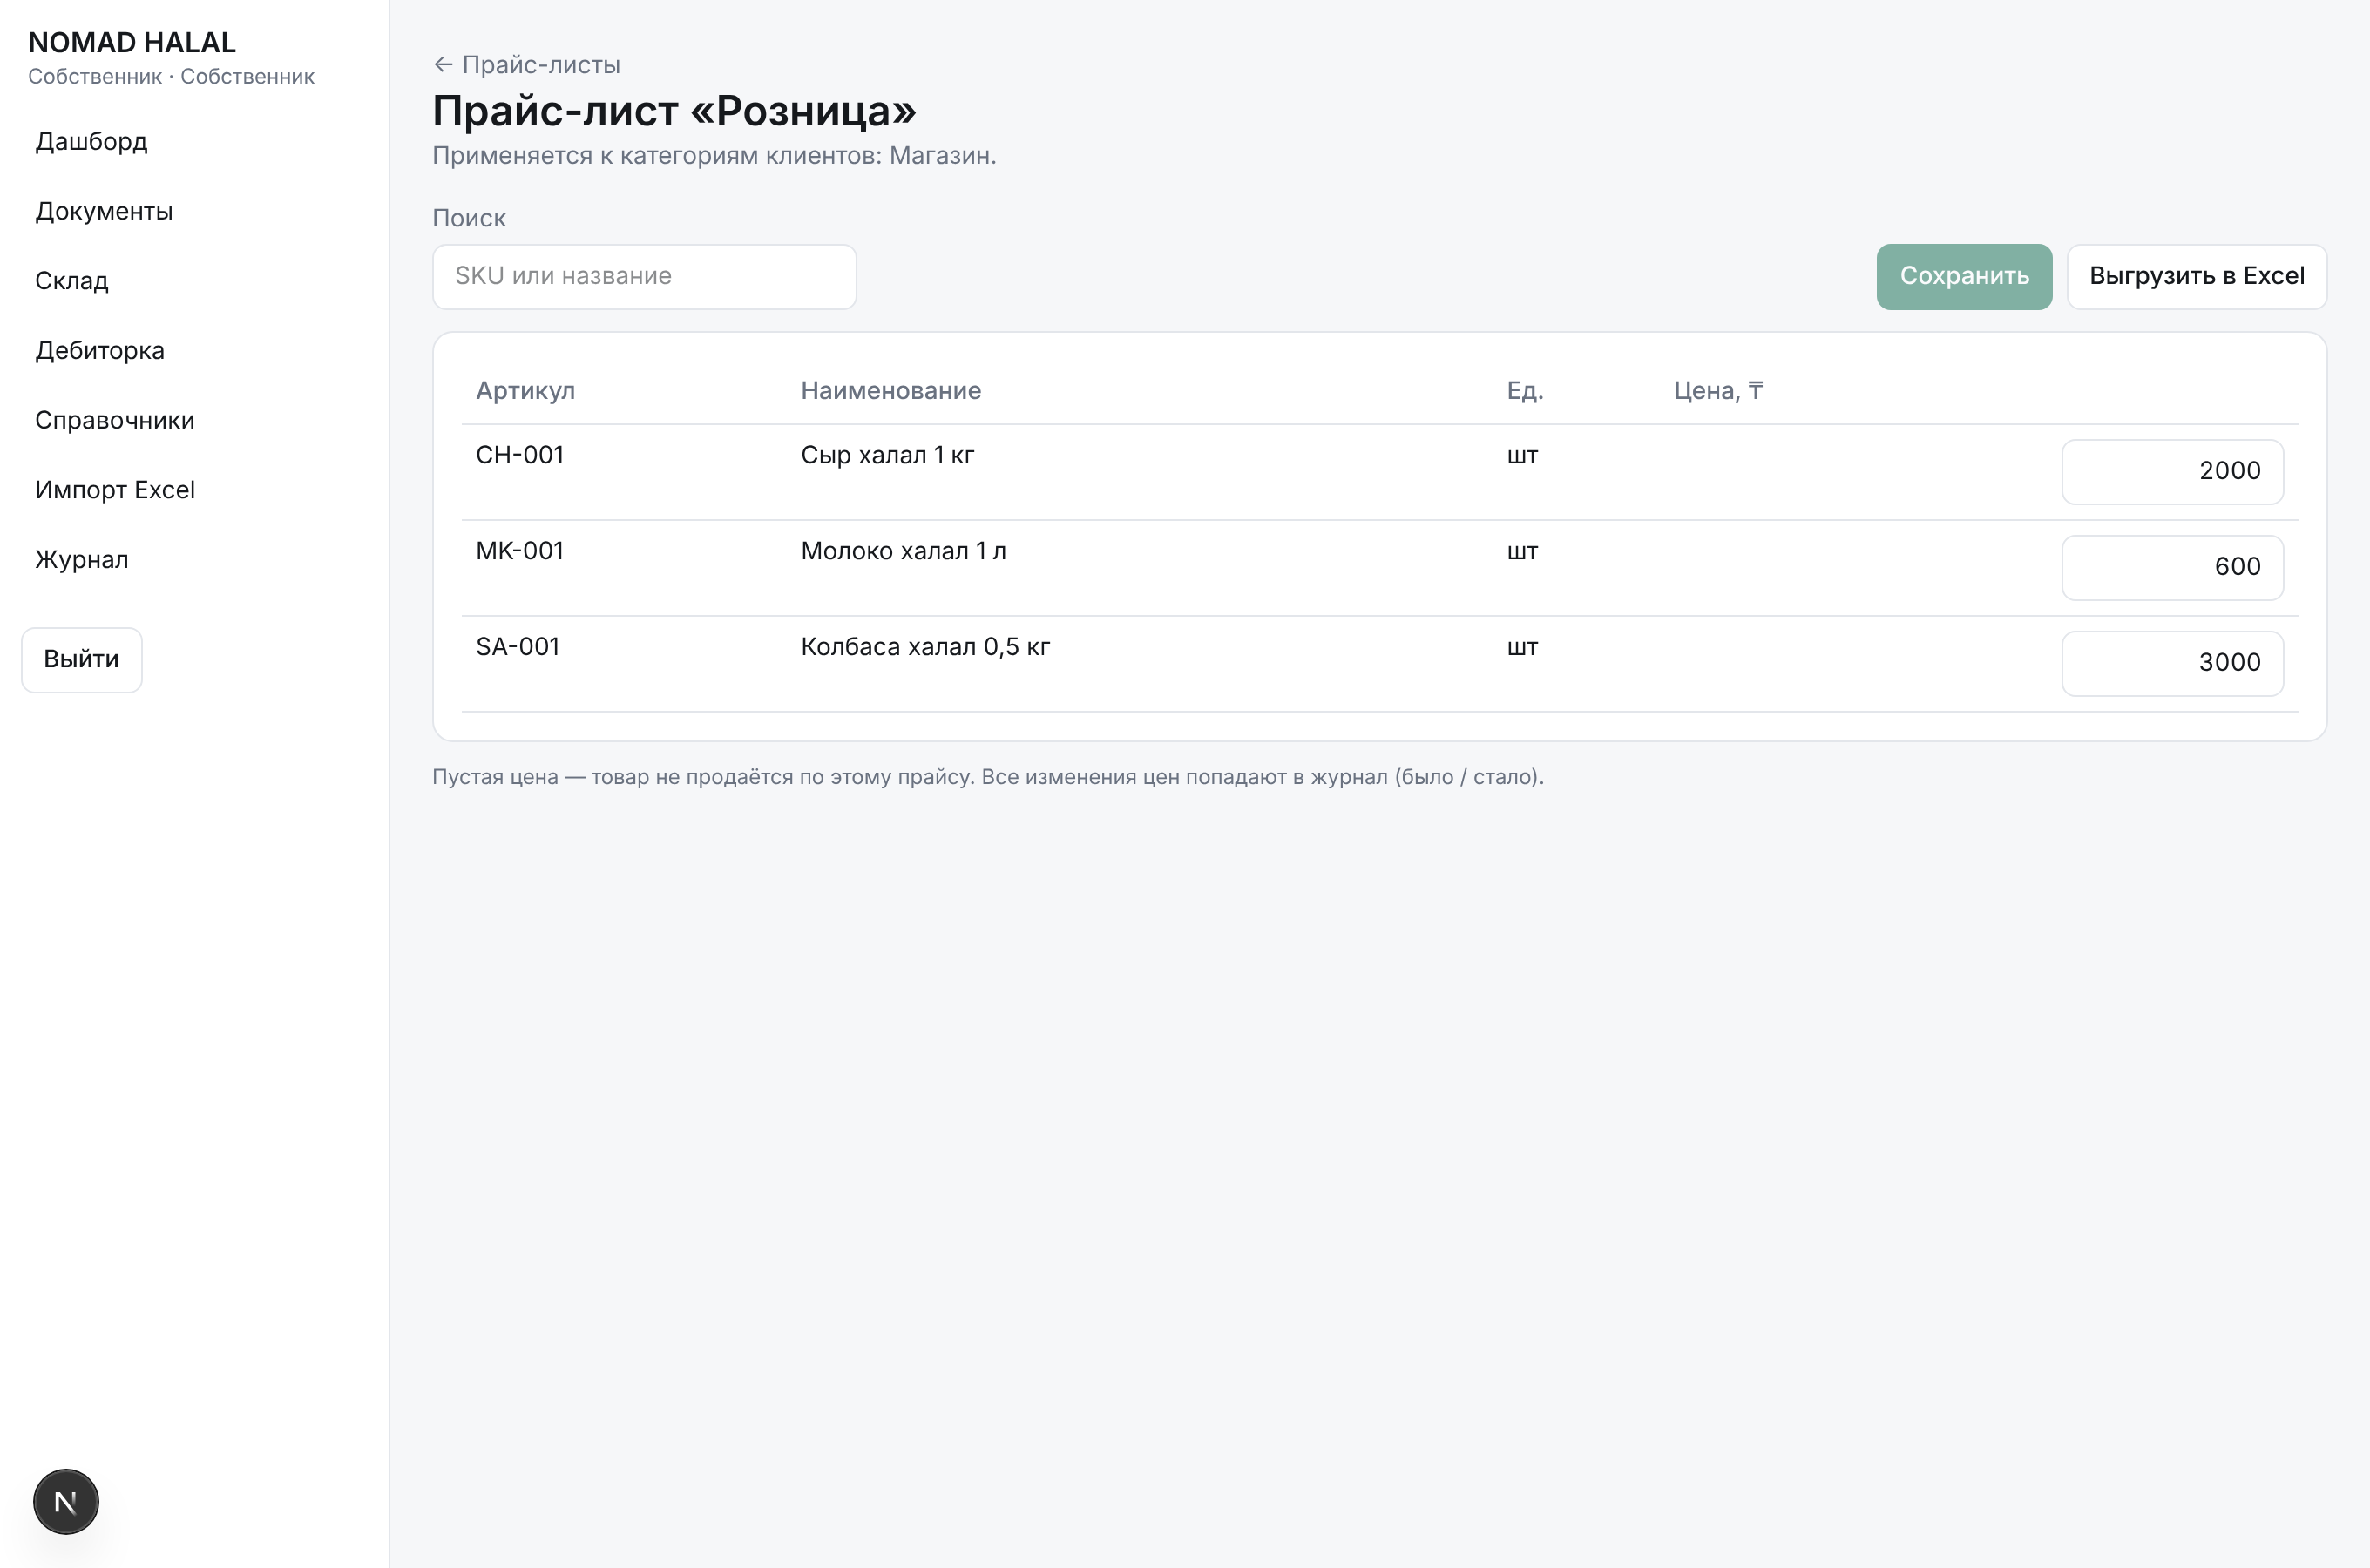 NOMAD HALAL
Собственник · Собственник
Дашборд
Документы
Склад
Дебиторка
Справочники
Импорт Excel
Журнал
Выйти
← Прайс-листы
Прайс-лист «Розница»
Применяется к категориям клиентов: Магазин.
Поиск
SKU или название
Сохранить
Выгрузить в Excel
Артикул Наименование Ед. Цена, ₸
CH-001 Сыр халал 1 кг шт 2000
MK-001 Молоко халал 1 л шт 600
SA-001 Колбаса халал 0,5 кг шт 3000
Пустая цена — товар не продаётся по этому прайсу. Все изменения цен попадают в журнал (было / стало).
N